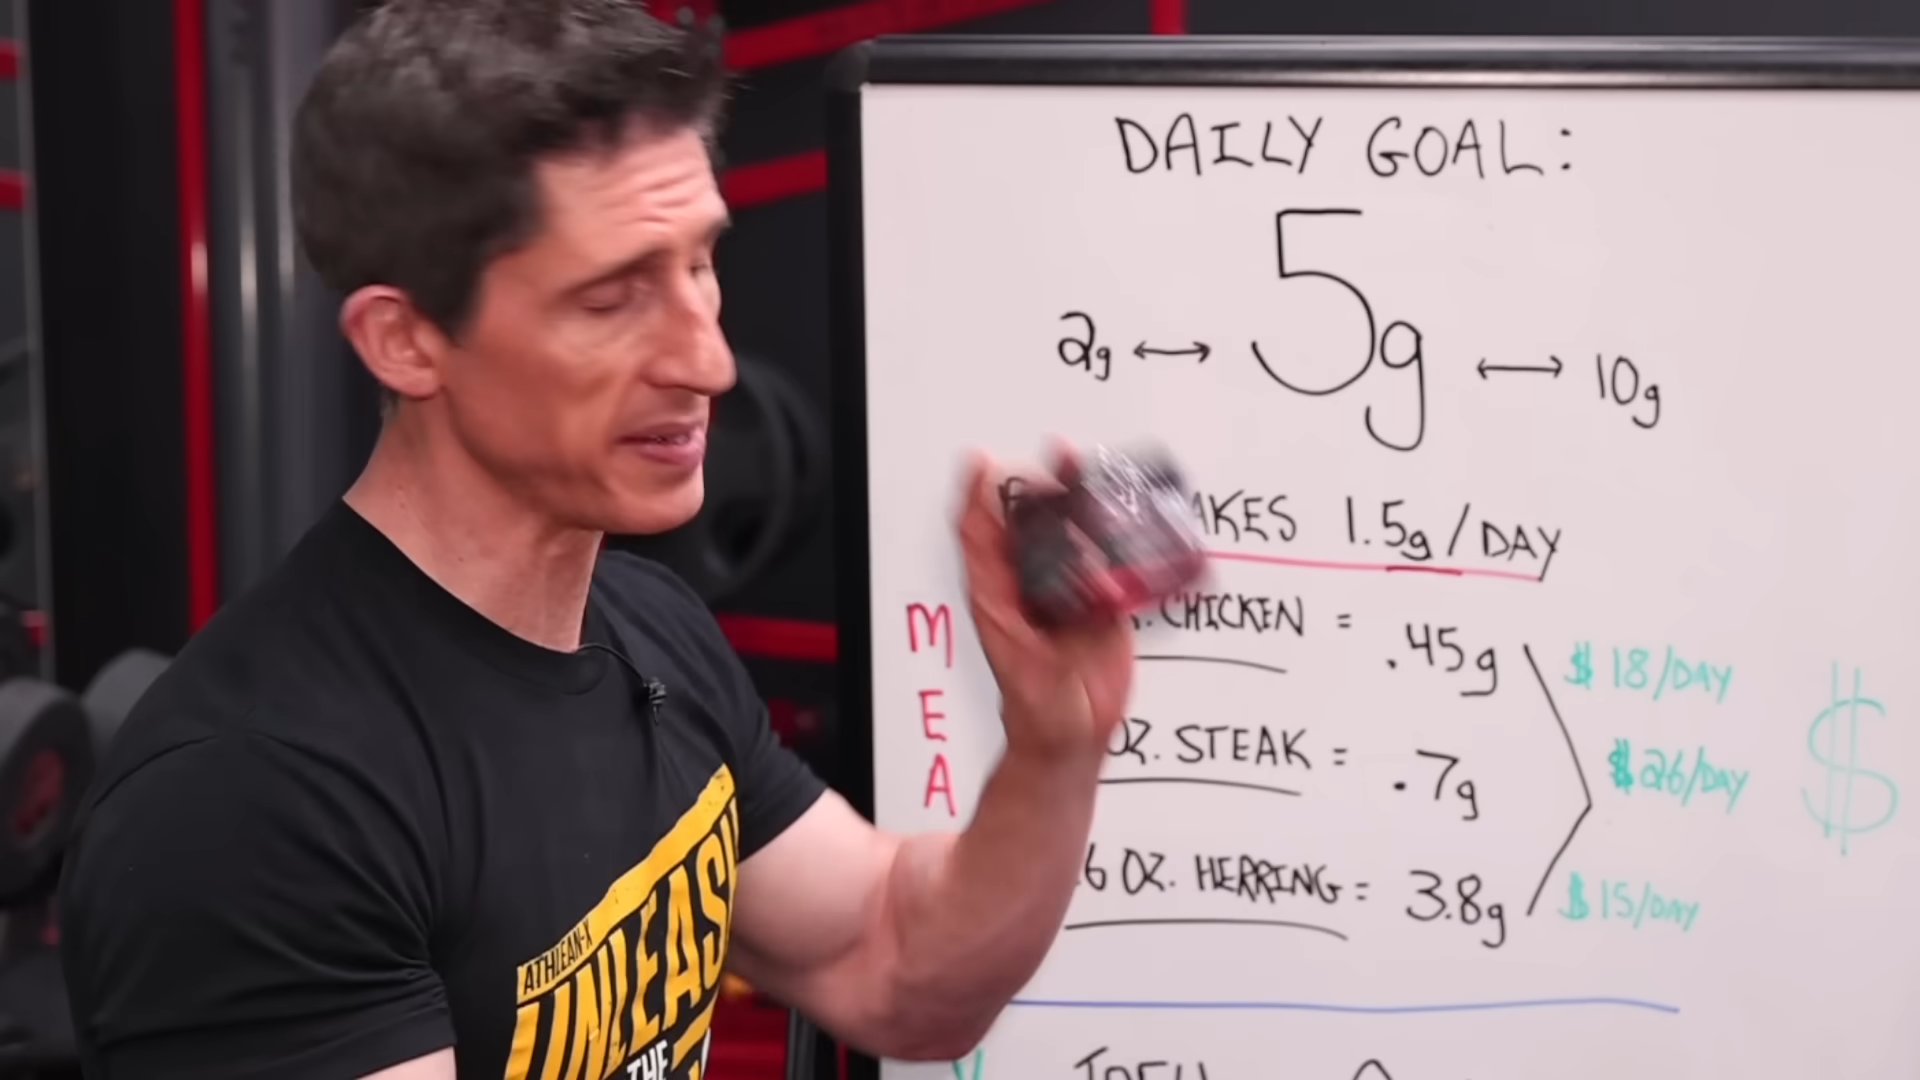 DAILY GOAL:
2g ↔ 5g ↔ 10g
AKES 1.5g/DAY
M
E
A
. CHICKEN = .45g
$18/DAY
OZ. STEAK = .7g
$26/DAY
$
6 OZ. HERRING = 3.8g
$15/DAY
ATHLEAN-X
UNLEASH
THE